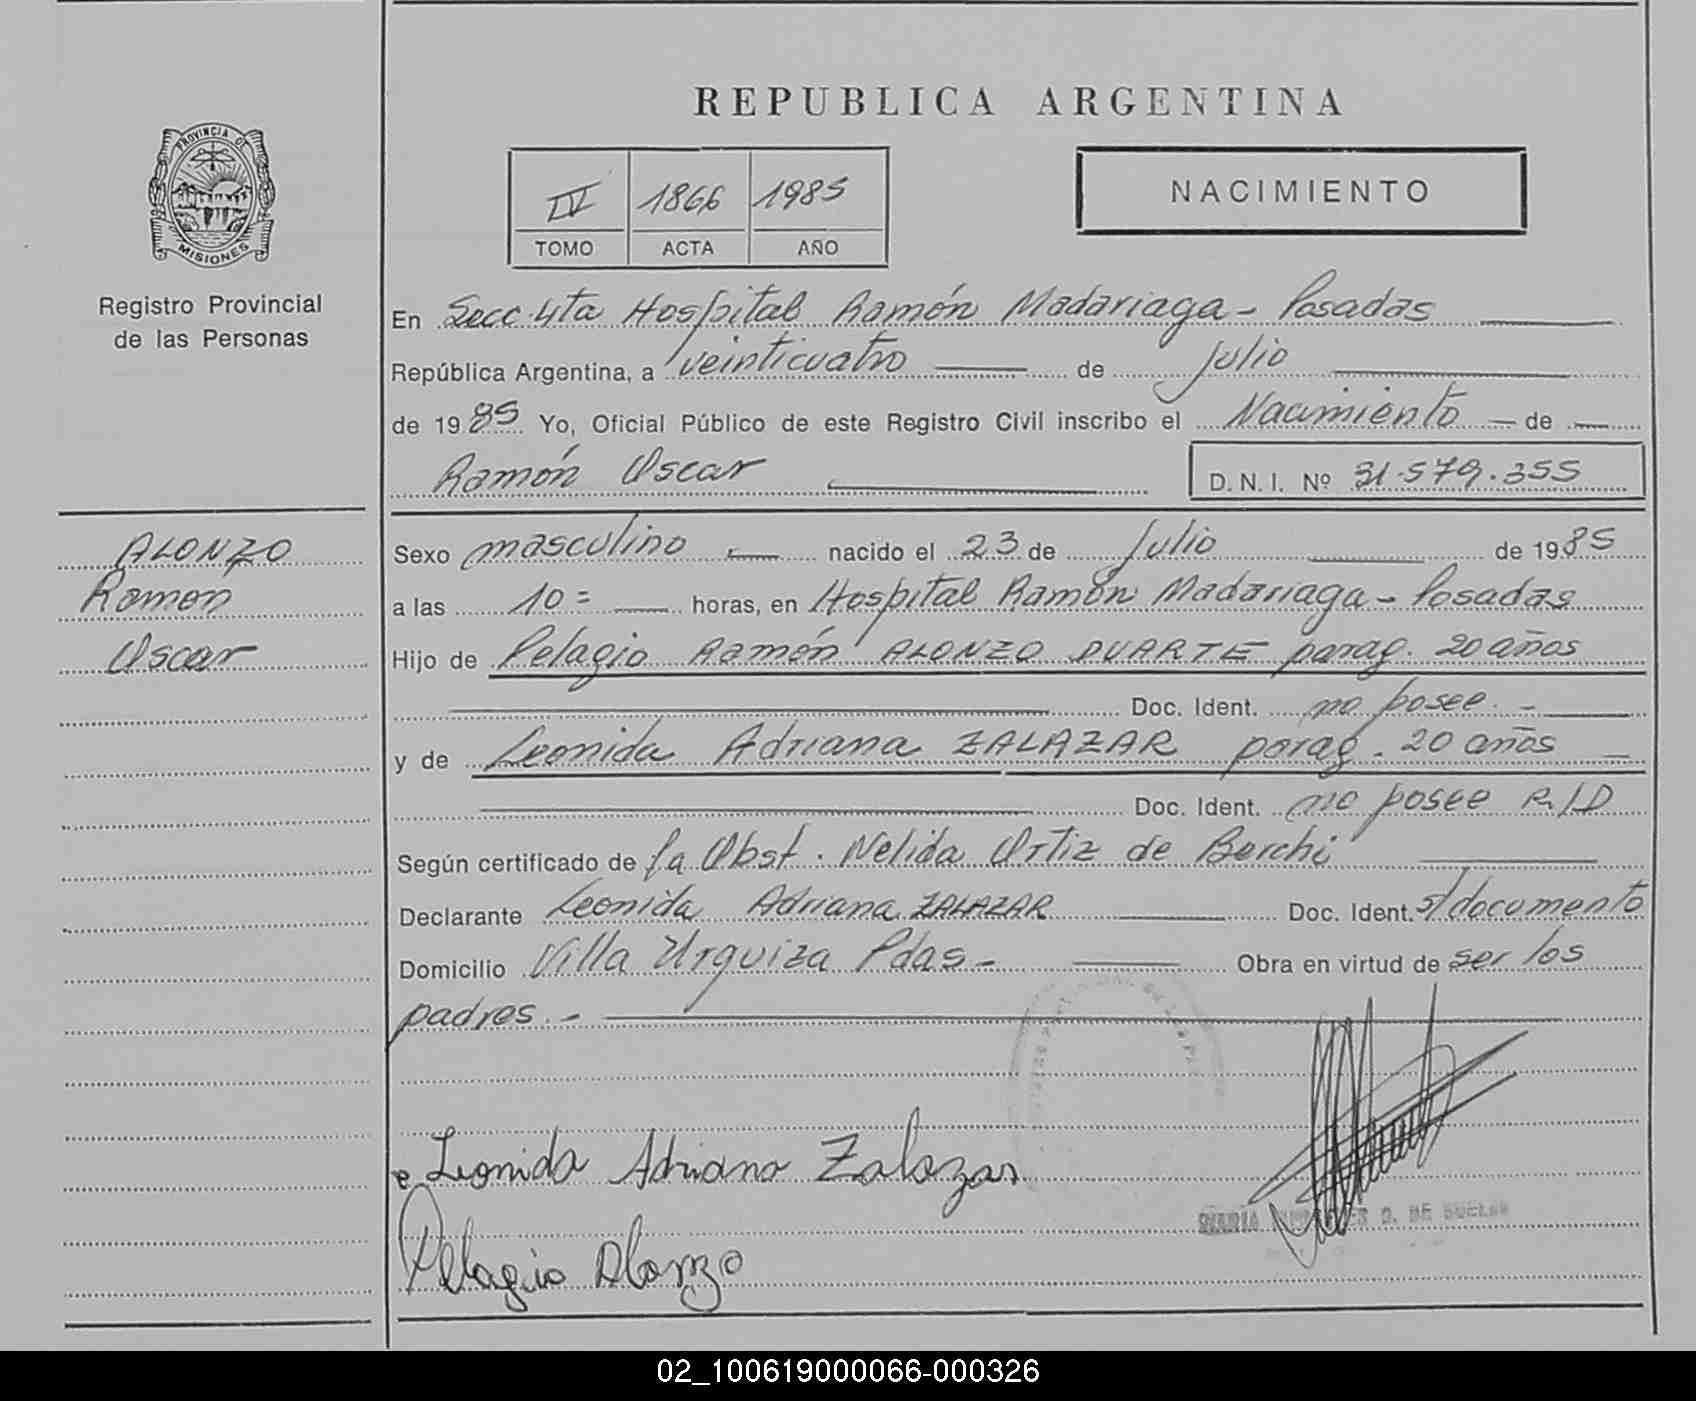 REPUBLICA ARGENTINA
PROVINCIA DE
MISIONES
Registro Provincial
de las Personas
IV 1866 1985
TOMO ACTA AÑO
NACIMIENTO
En Secc. 4ta Hospital Ramón Madariaga - Posadas
República Argentina, a veinticuatro de Julio
de 1985 Yo, Oficial Público de este Registro Civil inscribo el Nacimiento de
Ramón Oscar D.N.I. Nº 31.579.355
ALONZO
Ramón
Oscar
Sexo masculino nacido el 23 de Julio de 1985
a las 10= horas, en Hospital Ramón Madariaga - Posadas
Hijo de Pelagio Ramón ALONZO DUARTE parag. 20 años
Doc. Ident. no posee. -
y de Leonida Adriana ZALAZAR parag. 20 años
Doc. Ident. no posee
Según certificado de la Obst. Nelida Ortiz de Berchi
Declarante Leonida Adriana ZALAZAR Doc. Ident. s/documento
Domicilio Villa Urquiza Pdas - Obra en virtud de ser los
padres. -
Leonida Adriana Zalazar
MARIA DE
Pelagio Alonzo
02_100619000066-000326